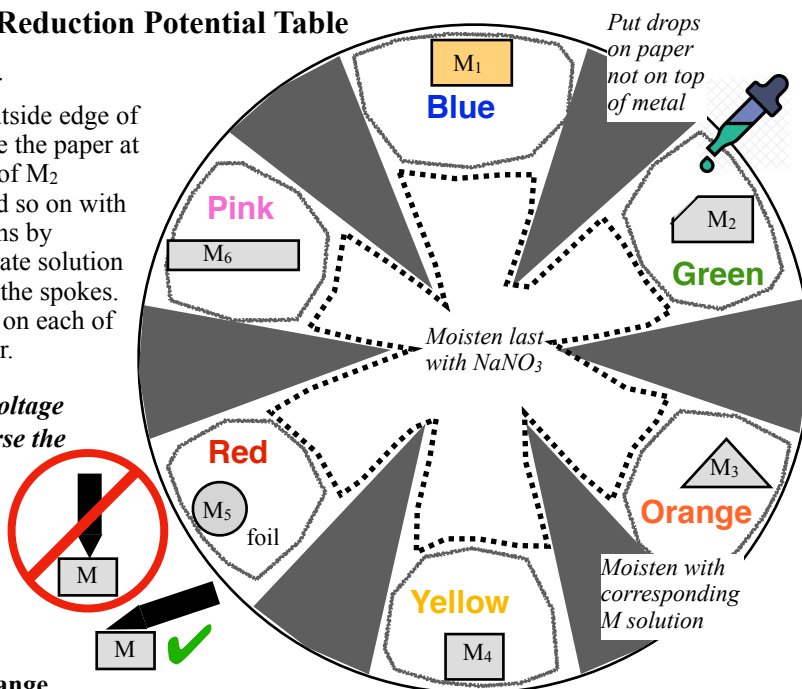 Reduction Potential Table
Put drops
on paper
not on top
of metal
utside edge of
e the paper at
of M₂
d so on with
ns by
ate solution
the spokes.
on each of
r.
oltage
rse the
M₁
Blue
M₂
Green
Pink
M₆
Moisten last
with NaNO₃
Red
M₅
foil
M₃
Orange
Moisten with
corresponding
M solution
Yellow
M₄
M
M
ange